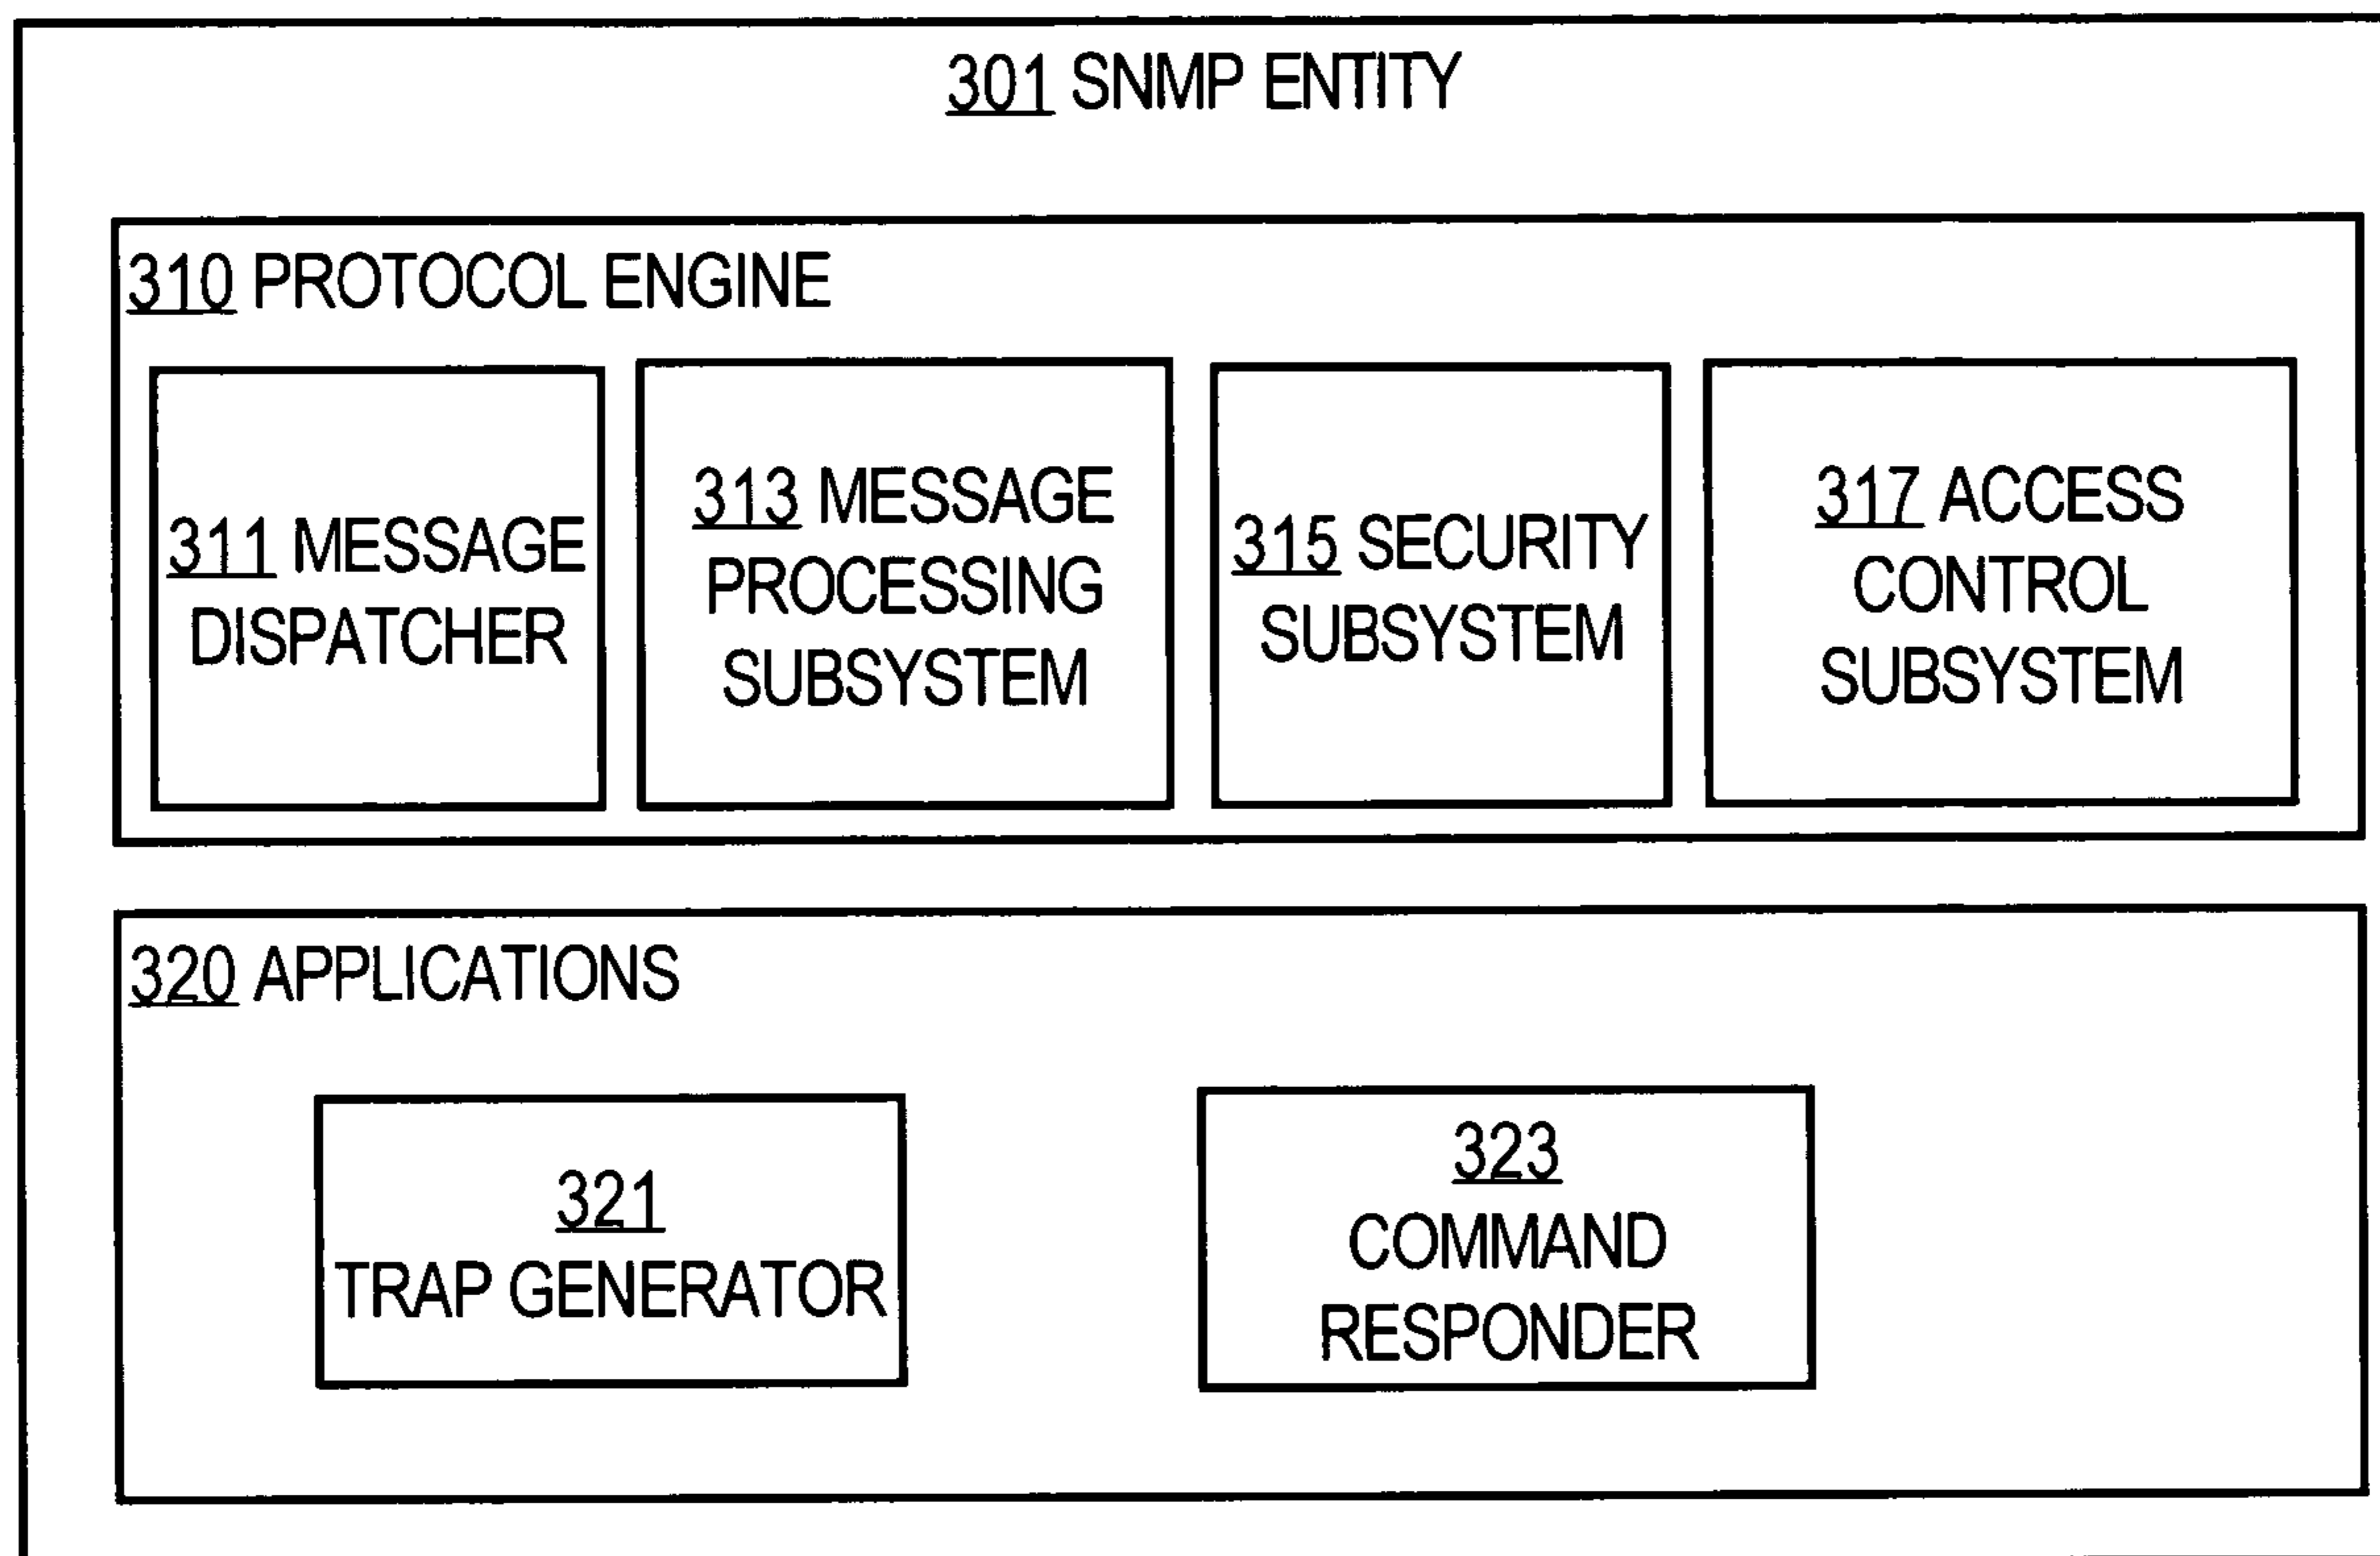 301 SNMP ENTITY
310 PROTOCOL ENGINE
311 MESSAGE
DISPATCHER
313 MESSAGE
PROCESSING
SUBSYSTEM
315 SECURITY
SUBSYSTEM
317 ACCESS
CONTROL
SUBSYSTEM
320 APPLICATIONS
321
TRAP GENERATOR
323
COMMAND
RESPONDER